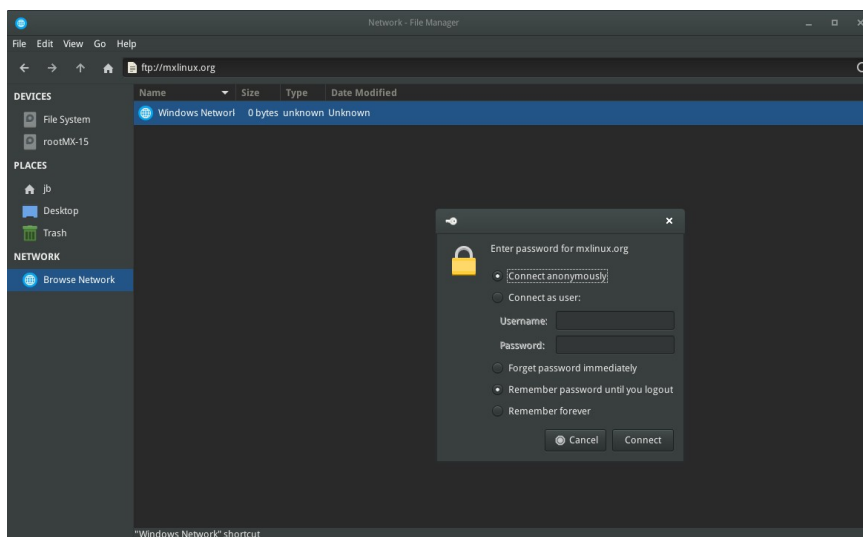 Network - File Manager
File Edit View Go Help
ftp://mxlinux.org
DEVICES
File System
rootMX-15
PLACES
jb
Desktop
Trash
NETWORK
Browse Network
Name Size Type Date Modified
Windows Networl 0 bytes unknown Unknown
Enter password for mxlinux.org
Connect anonymously
Connect as user:
Username:
Password:
Forget password immediately
Remember password until you logout
Remember forever
Cancel Connect
"Windows Network" shortcut